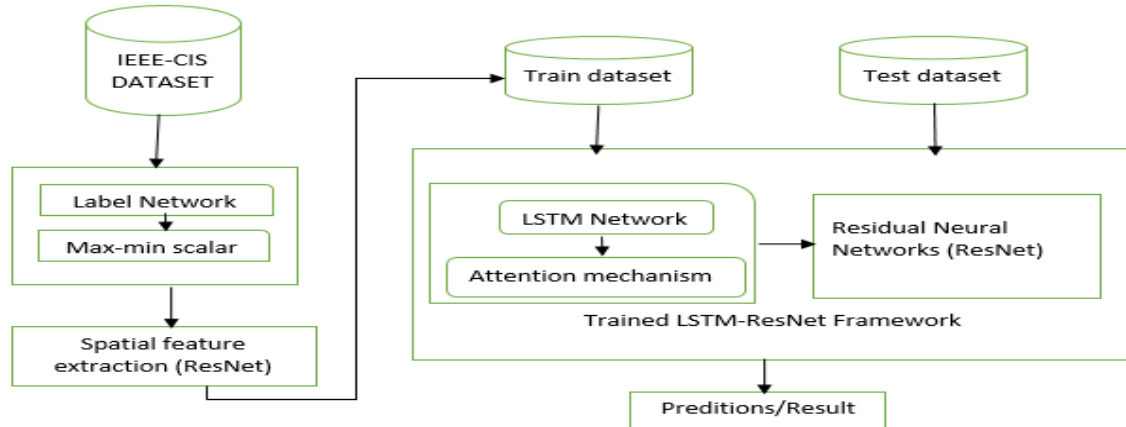 IEEE-CIS
DATASET
Label Network
Max-min scalar
Spatial feature
extraction (ResNet)
Train dataset
Test dataset
LSTM Network
Attention mechanism
Residual Neural
Networks (ResNet)
Trained LSTM-ResNet Framework
Preditions/Result